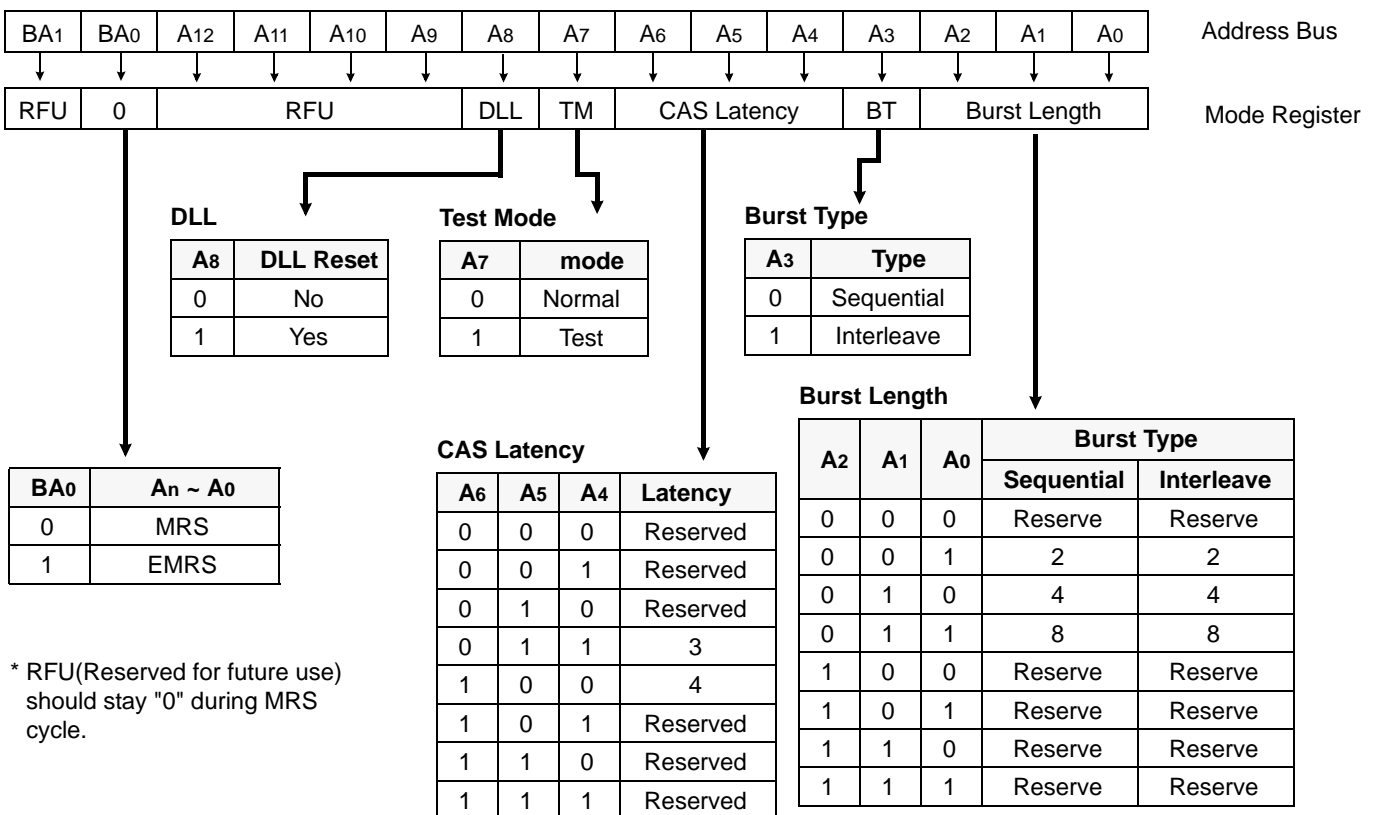 BA1 BA0 A12 A11 A10 A9 A8 A7 A6 A5 A4 A3 A2 A1 A0 Address Bus
RFU 0 RFU DLL TM CAS Latency BT Burst Length Mode Register
DLL
A8 DLL Reset
0 No
1 Yes
Test Mode
A7 mode
0 Normal
1 Test
Burst Type
A3 Type
0 Sequential
1 Interleave
BA0 An ~ A0
0 MRS
1 EMRS
* RFU(Reserved for future use)
should stay "0" during MRS
cycle.
CAS Latency
A6 A5 A4 Latency
0 0 0 Reserved
0 0 1 Reserved
0 1 0 Reserved
0 1 1 3
1 0 0 4
1 0 1 Reserved
1 1 0 Reserved
1 1 1 Reserved
Burst Length
A2 A1 A0 Burst Type
Sequential Interleave
0 0 0 Reserve Reserve
0 0 1 2 2
0 1 0 4 4
0 1 1 8 8
1 0 0 Reserve Reserve
1 0 1 Reserve Reserve
1 1 0 Reserve Reserve
1 1 1 Reserve Reserve